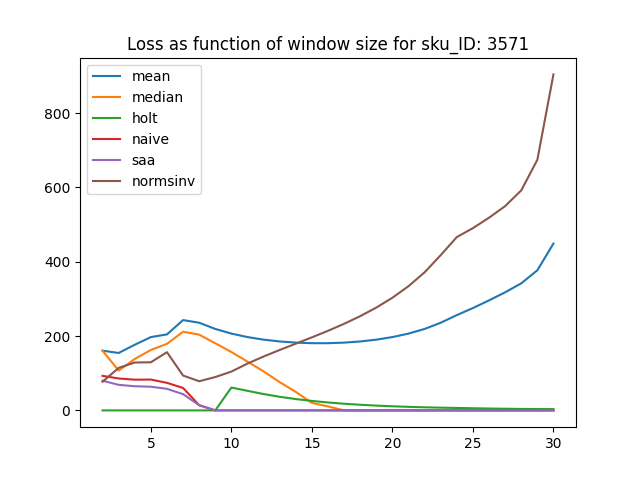 Loss as function of window size for sku_ID: 3571
mean
median
holt
naive
saa
normsinv
800
600
400
200
0
5 10 15 20 25 30